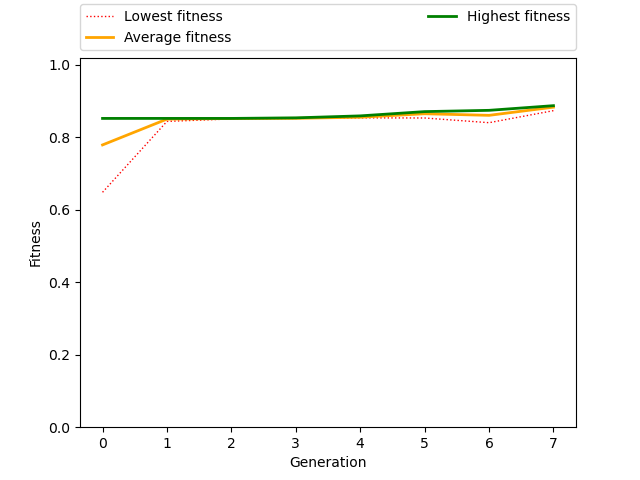 Lowest fitness
Average fitness
Highest fitness
1.0
0.8
0.6
0.4
0.2
0.0
Fitness
0 1 2 3 4 5 6 7
Generation